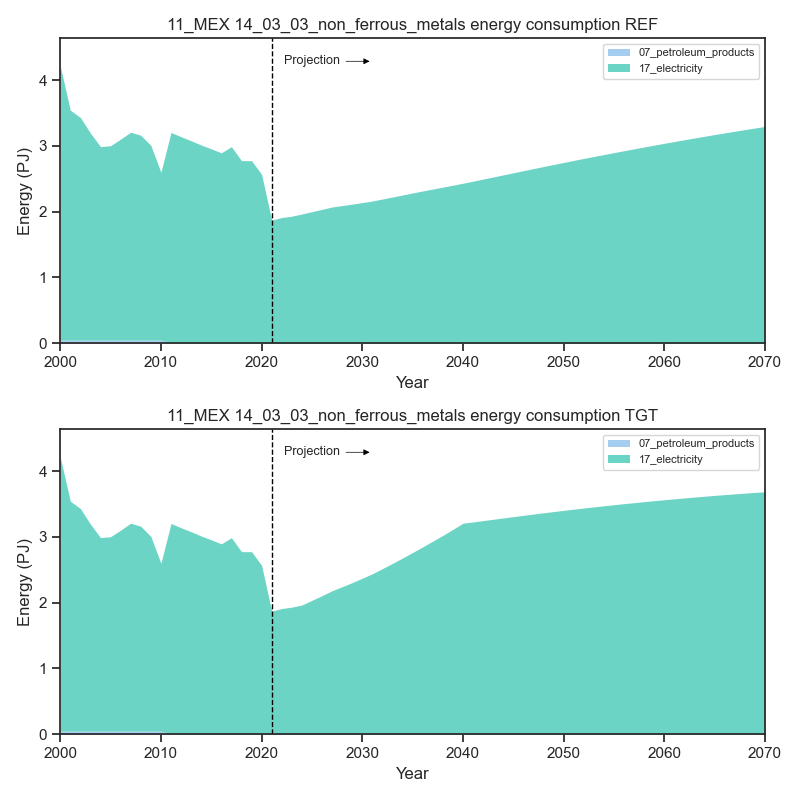 11_MEX 14_03_03_non_ferrous_metals energy consumption REF
Projection
07_petroleum_products
17_electricity
Energy (PJ)
4
3
2
1
0
2000 2010 2020 2030 2040 2050 2060 2070
Year
11_MEX 14_03_03_non_ferrous_metals energy consumption TGT
Projection
07_petroleum_products
17_electricity
Energy (PJ)
4
3
2
1
0
2000 2010 2020 2030 2040 2050 2060 2070
Year